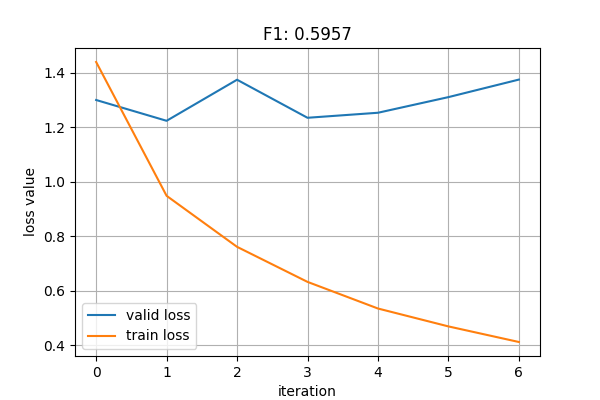 F1: 0.5957
loss value
1.4
1.2
1.0
0.8
0.6
0.4
valid loss
train loss
0 1 2 3 4 5 6
iteration